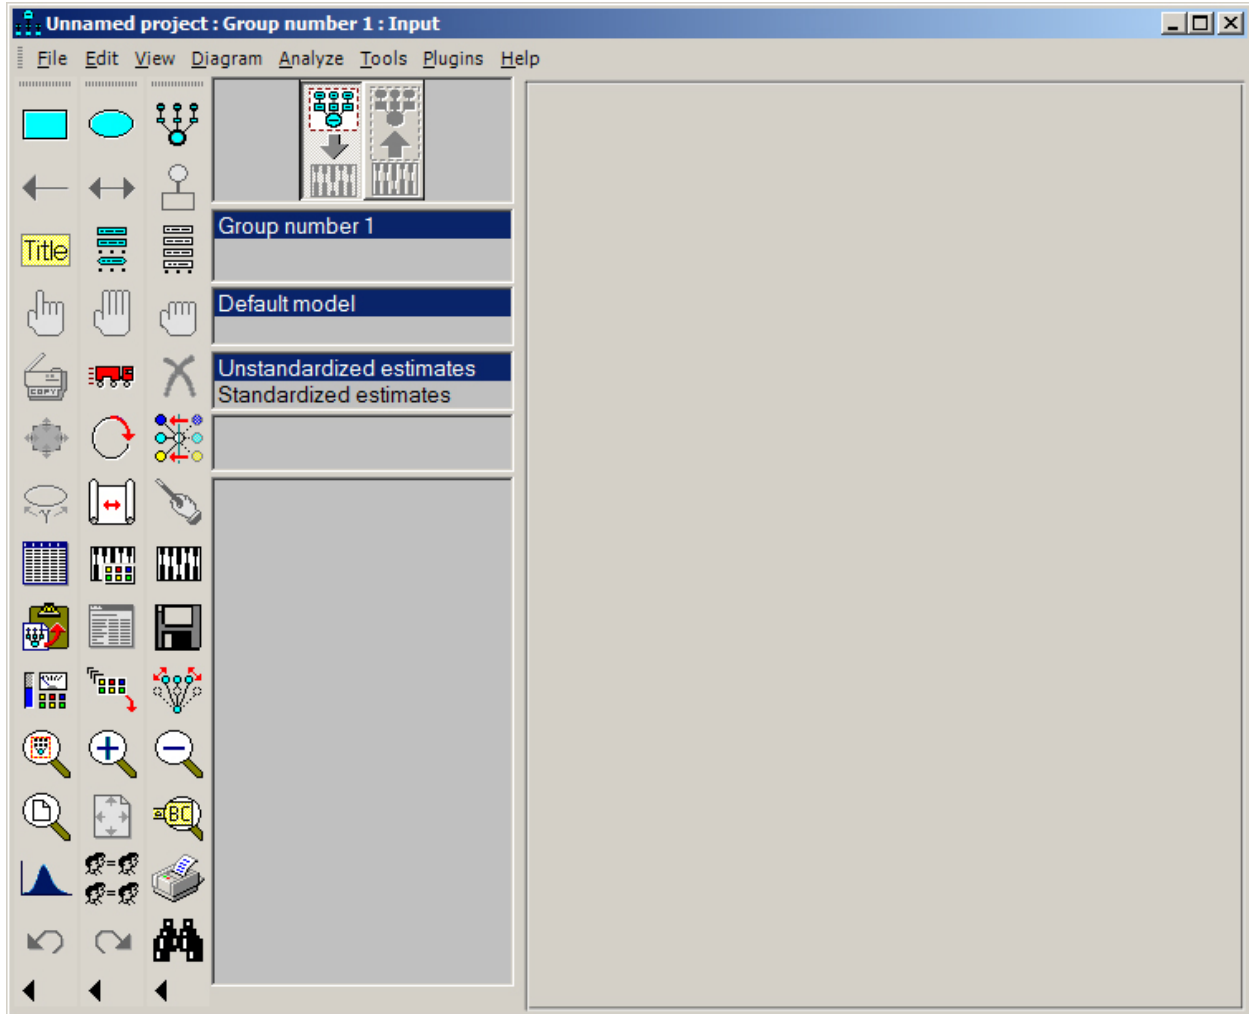 Unnamed project : Group number 1 : Input
File Edit View Diagram Analyze Tools Plugins Help
Group number 1
Title
Default model
Unstandardized estimates
COPY
Standardized estimates
BC